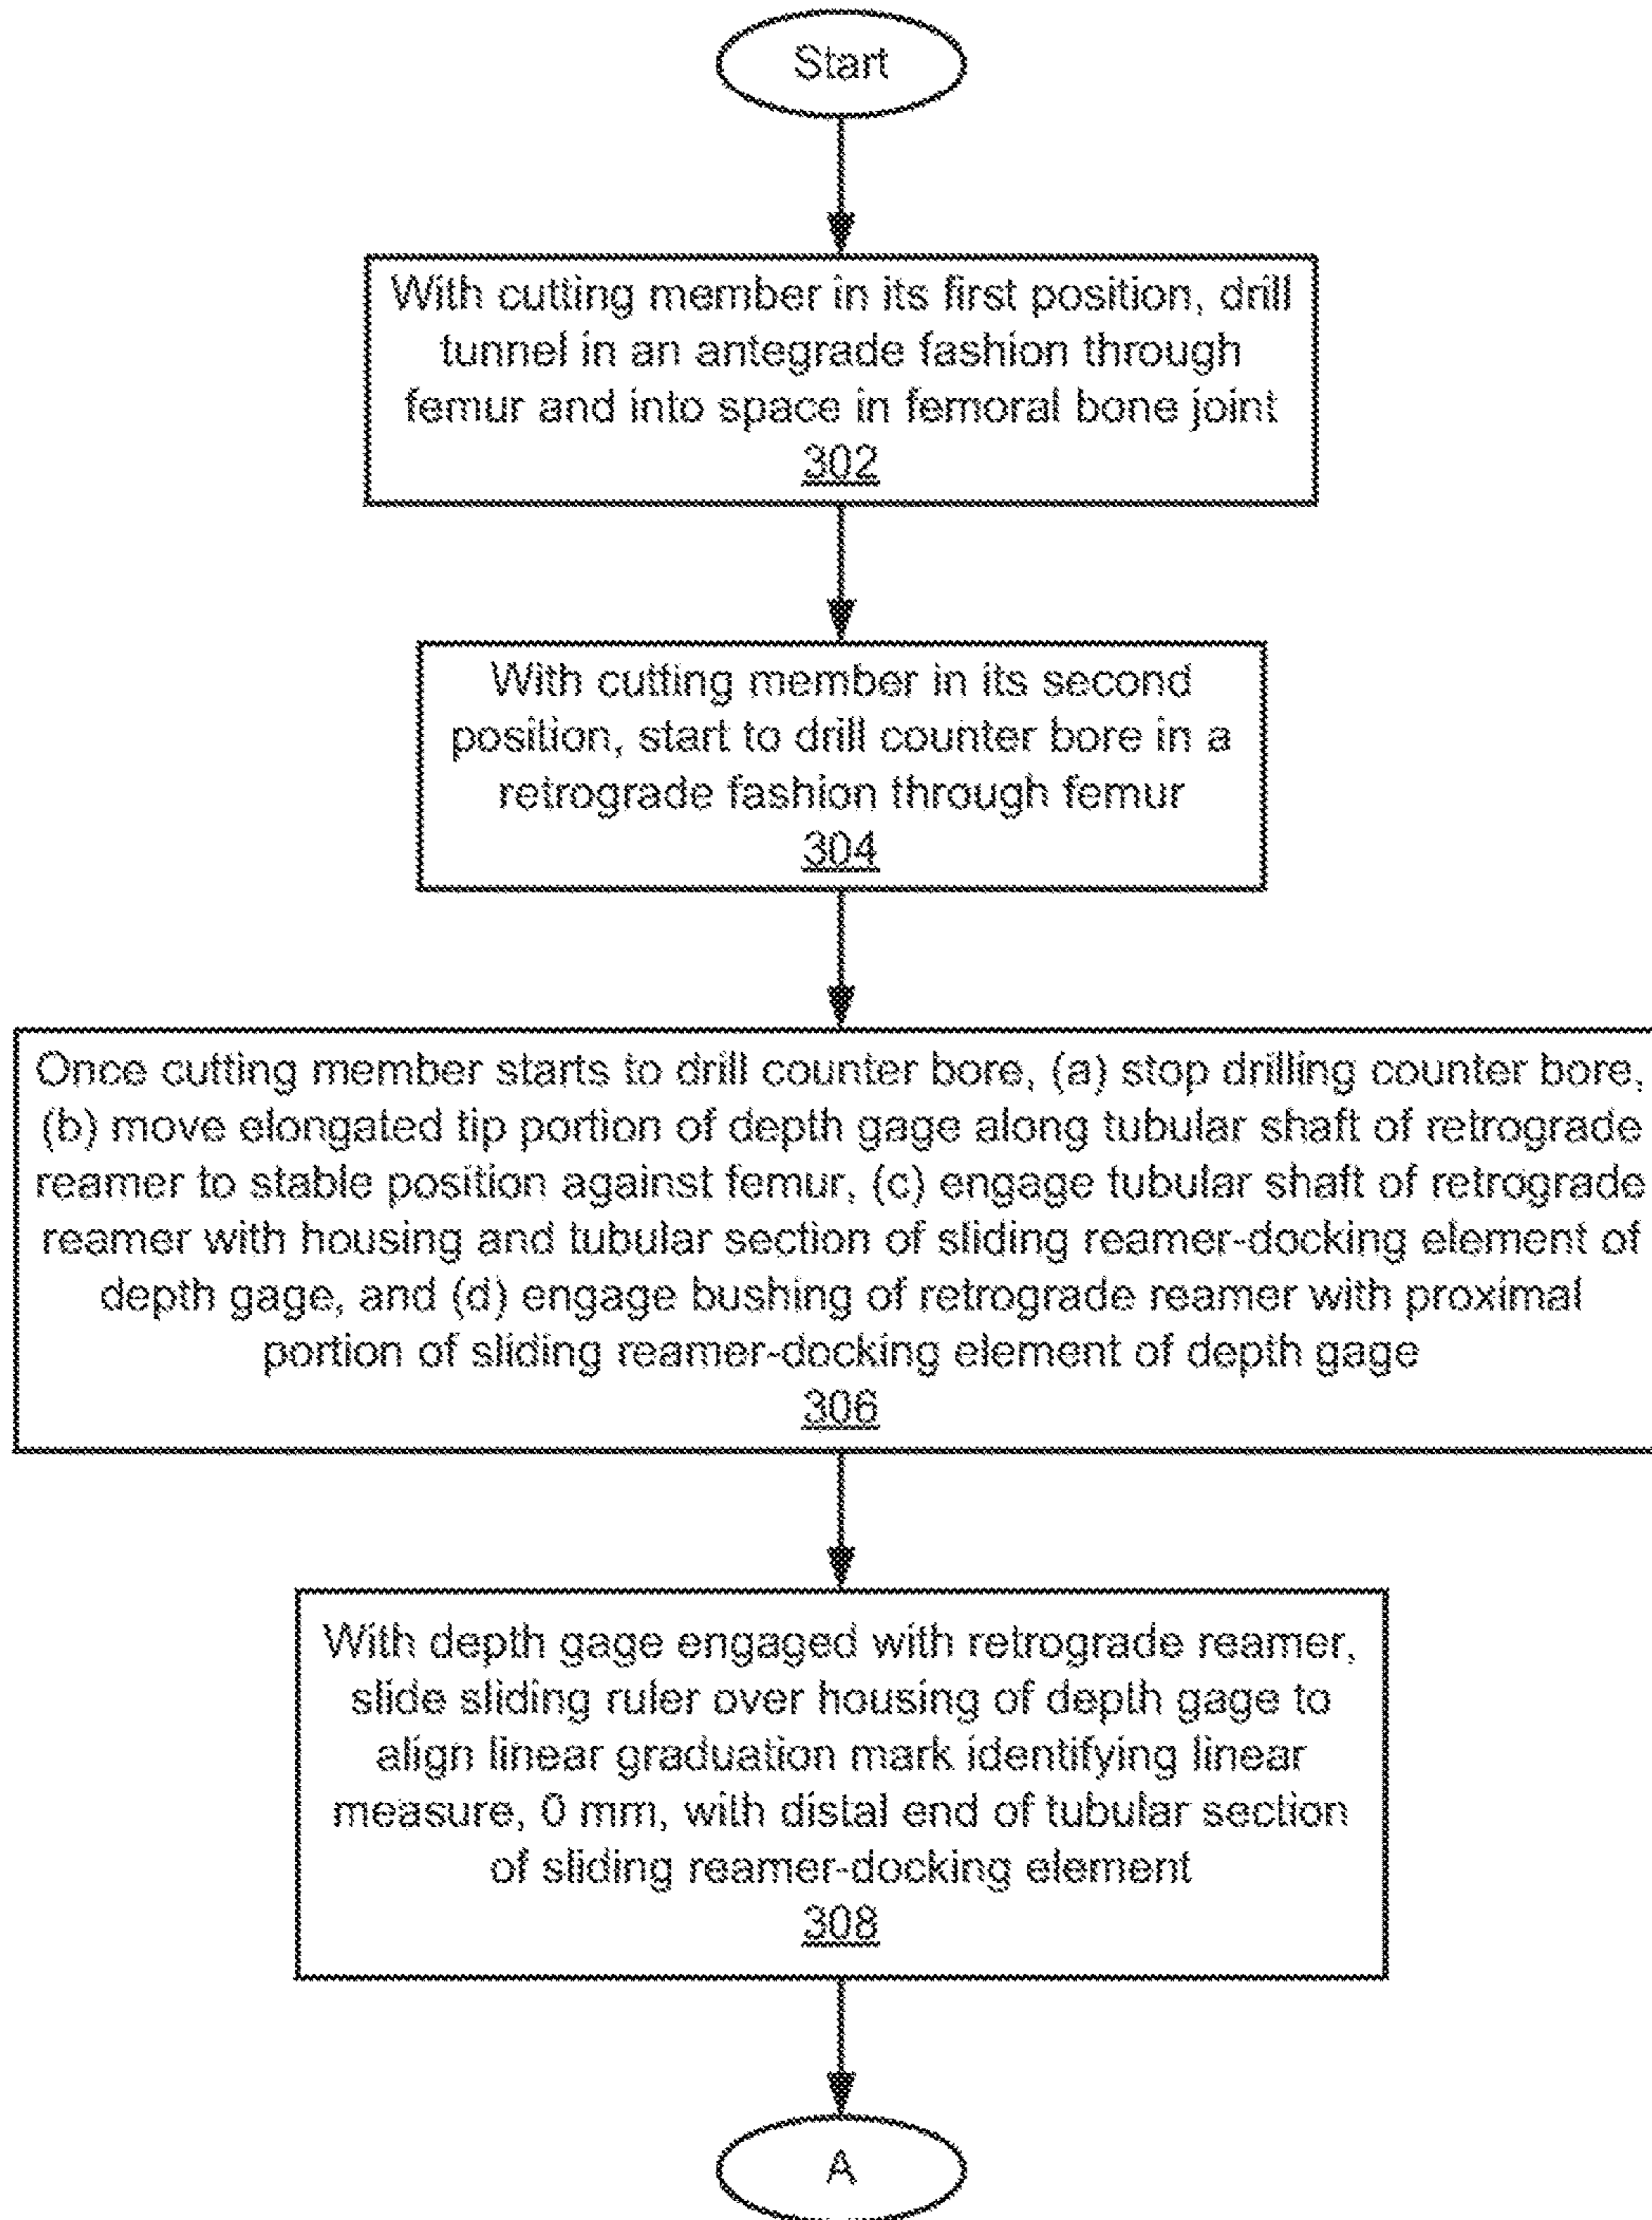 Start
With cutting member in its first position, drill
tunnel in an antegrade fashion through
femur and into space in femoral bone joint
302
With cutting member in its second
position, start to drill counter bore in a
retrograde fashion through femur
304
Once cutting member starts to drill counter bore, (a) stop drilling counter bore,
(b) move elongated tip portion of depth gage along tubular shaft of retrograde
reamer to stable position against femur, (c) engage tubular shaft of retrograde
reamer with housing and tubular section of sliding reamer-docking element of
depth gage, and (d) engage bushing of retrograde reamer with proximal
portion of sliding reamer-docking element of depth gage
306
With depth gage engaged with retrograde reamer,
slide sliding ruler over housing of depth gage to
align linear graduation mark identifying linear
measure, 0 mm, with distal end of tubular section
of sliding reamer-docking element
308
A